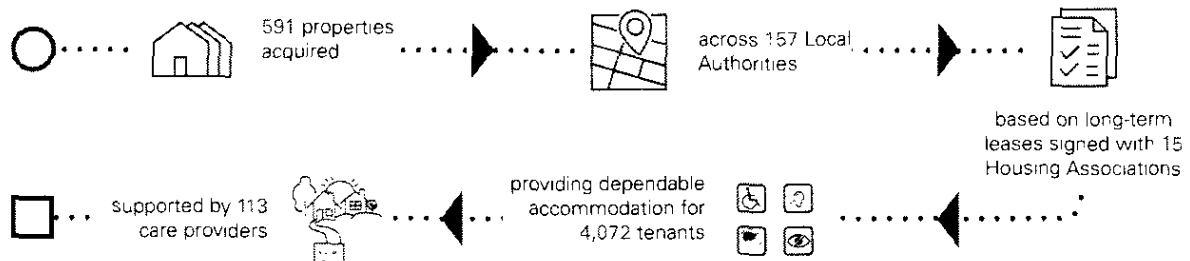 591 properties
acquired
across 157 Local
Authorities
based on long-term
leases signed with 15
Housing Associations
providing dependable
accommodation for
4,072 tenants
supported by 113
care providers